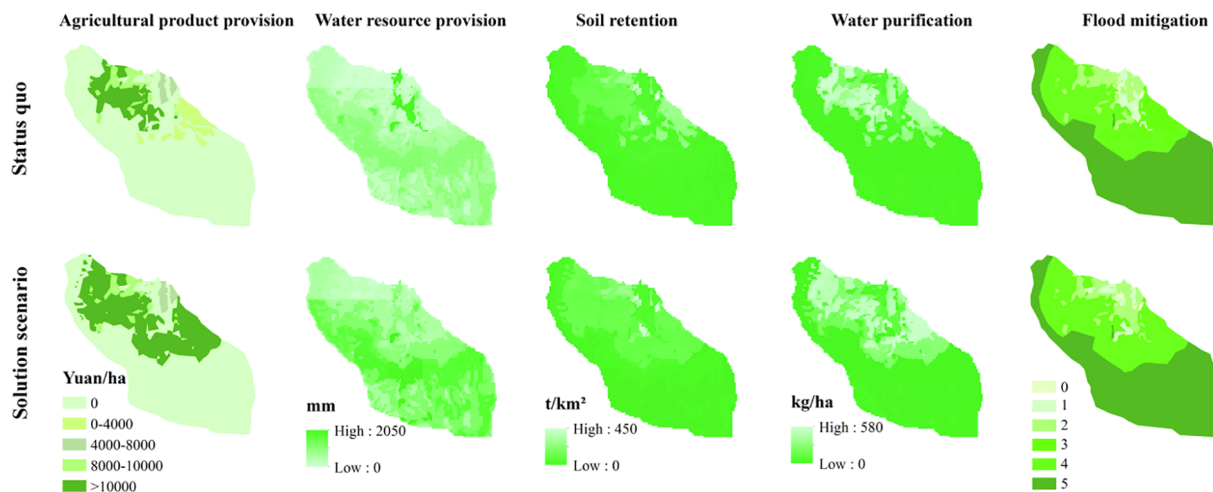 Agricultural product provision
Water resource provision
Soil retention
Water purification
Flood mitigation
Status quo
Solution scenario
Yuan/ha
0
0-4000
4000-8000
8000-10000
>10000
mm
High : 2050
Low : 0
t/km²
High : 450
Low : 0
kg/ha
High : 580
Low : 0
0
1
2
3
4
5